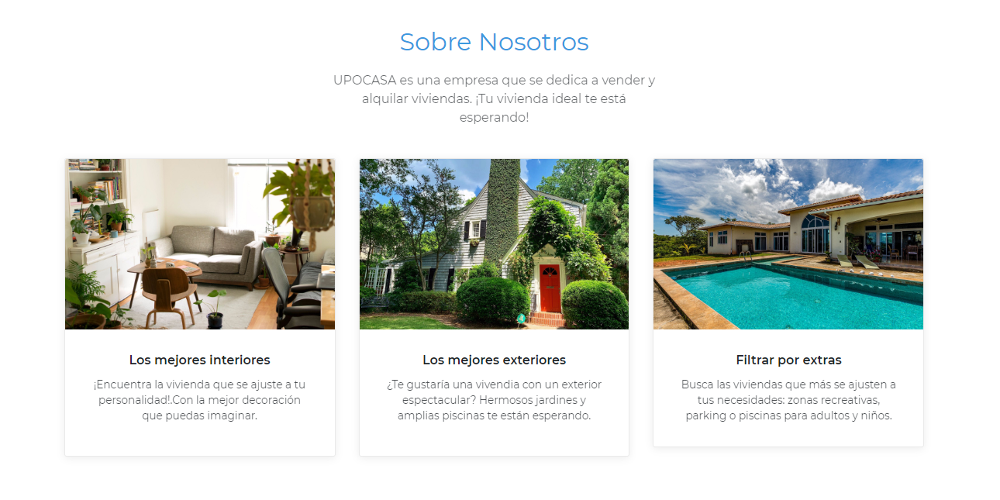 Sobre Nosotros
UPOCASA es una empresa que se dedica a vender y
alquilar viviendas. ¡Tu vivienda ideal te está
esperando!
Los mejores interiores
¡Encuentra la vivienda que se ajuste a tu
personalidad!.Con la mejor decoración
que puedas imaginar.
Los mejores exteriores
¿Te gustaría una vivendia con un exterior
espectacular? Hermosos jardines y
amplias piscinas te están esperando.
Filtrar por extras
Busca las viviendas que más se ajusten a
tus necesidades: zonas recreativas,
parking o piscinas para adultos y niños.